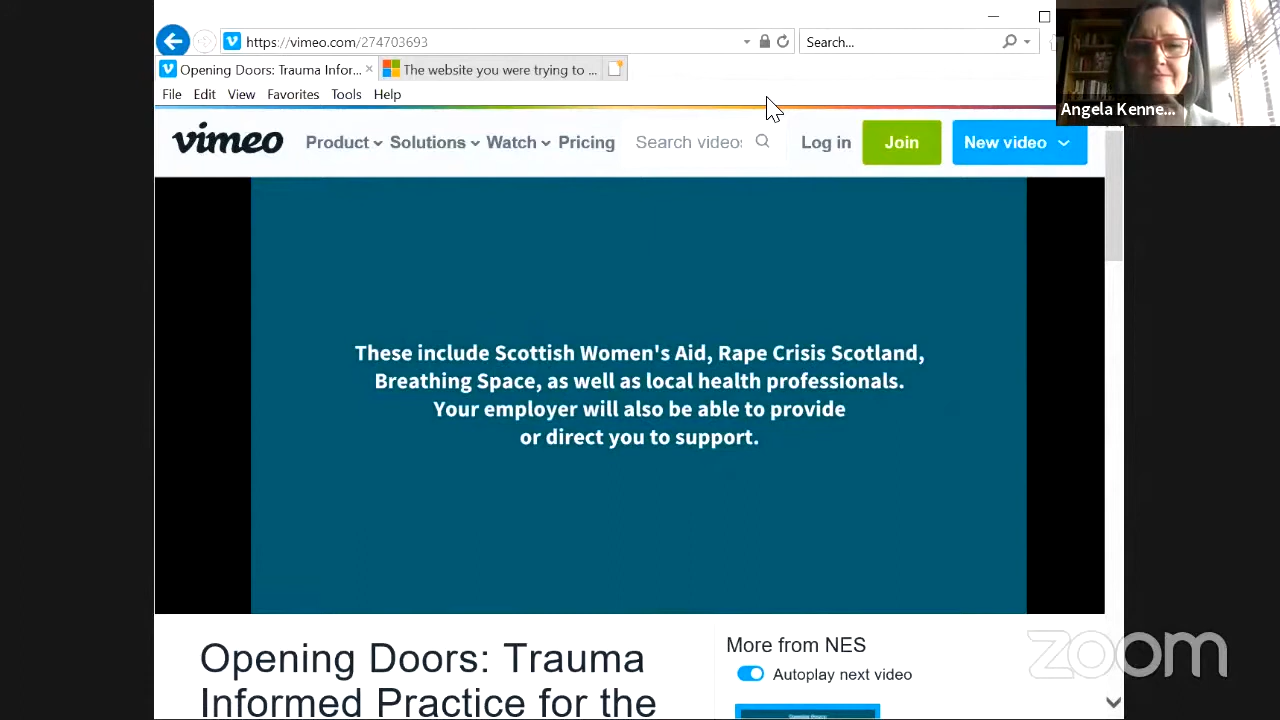 https://vimeo.com/274703693
Search...
Opening Doors: Trauma Infor...
The website you were trying to ...
File Edit View Favorites Tools Help
Angela Kenne...
vimeo Product Solutions Watch Pricing Search videos Log in Join New video
These include Scottish Women's Aid, Rape Crisis Scotland,
Breathing Space, as well as local health professionals.
Your employer will also be able to provide
or direct you to support.
Opening Doors: Trauma
Informed Practice for the
More from NES
Autoplay next video
zoom